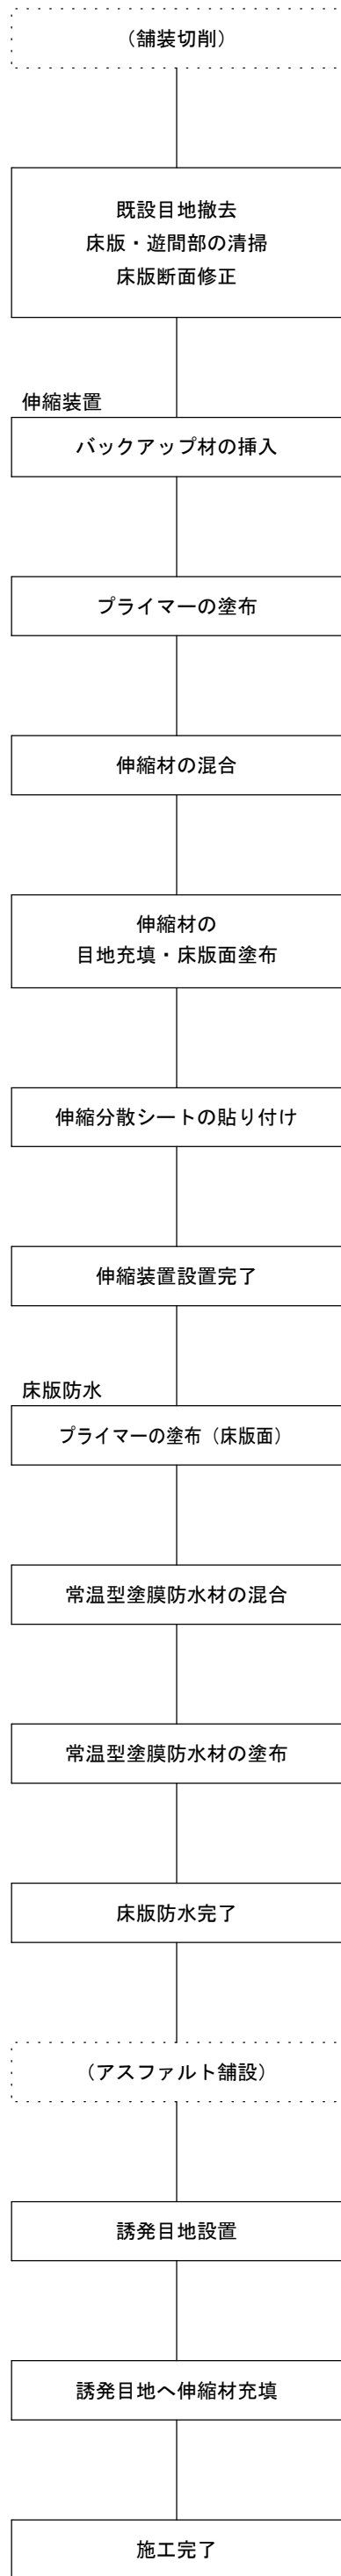 （舗装切削）
既設目地撤去
床版・遊間部の清掃
床版断面修正
伸縮装置
バックアップ材の挿入
プライマーの塗布
伸縮材の混合
伸縮材の
目地充填・床版面塗布
伸縮分散シートの貼り付け
伸縮装置設置完了
床版防水
プライマーの塗布（床版面）
常温型塗膜防水材の混合
常温型塗膜防水材の塗布
床版防水完了
（アスファルト舗設）
誘発目地設置
誘発目地へ伸縮材充填
施工完了